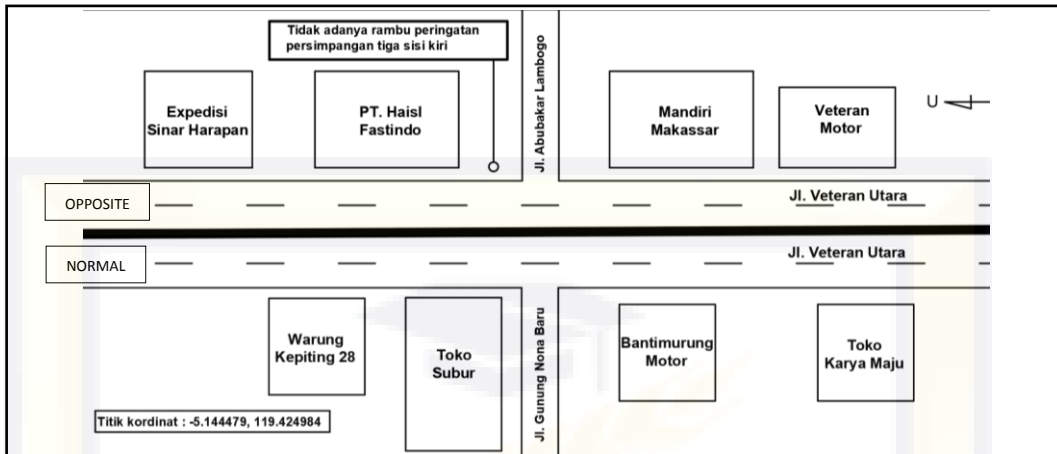 Tidak adanya rambu peringatan
persimpangan tiga sisi kiri
Jl. Abubakar Lambogo
Expedisi
Sinar Harapan
PT. Haisl
Fastindo
Mandiri
Makassar
Veteran
Motor
U
OPPOSITE
Jl. Veteran Utara
NORMAL
Jl. Veteran Utara
Warung
Kepiting 28
Toko
Subur
Jl. Gunung Nona Baru
Bantimurung
Motor
Toko
Karya Maju
Titik kordinat : -5.144479, 119.424984